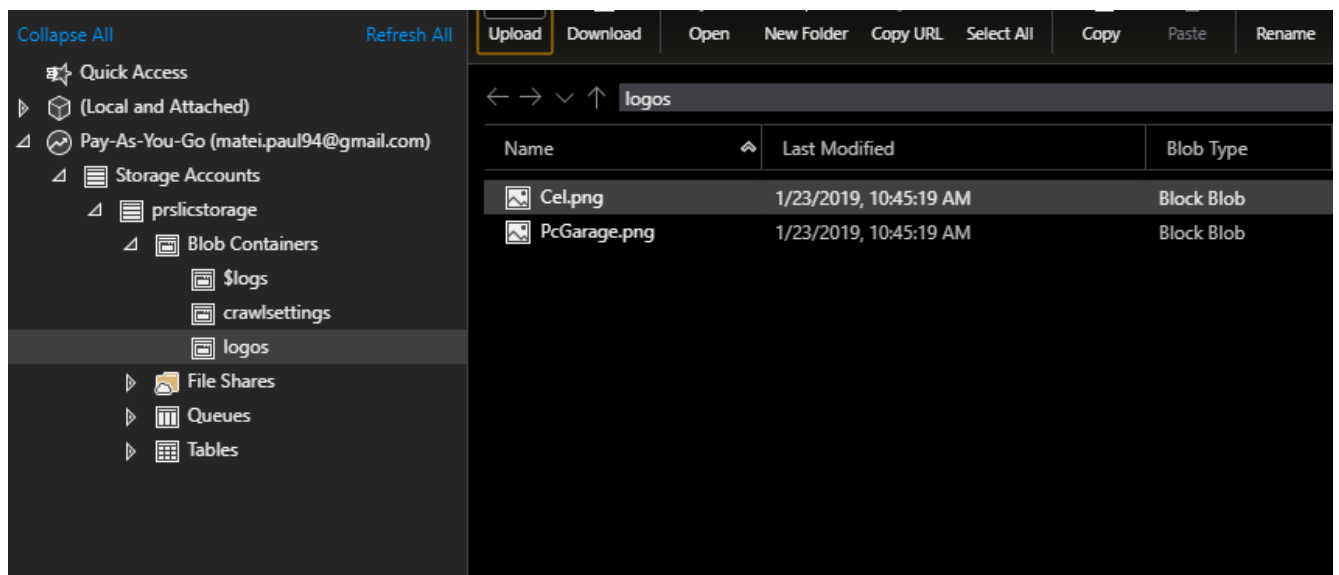 Collapse All Refresh All
Quick Access
(Local and Attached)
Pay-As-You-Go (matei.paul94@gmail.com)
Storage Accounts
prslicstorage
Blob Containers
$logs
crawlsettings
logos
File Shares
Queues
Tables
Upload Download Open New Folder Copy URL Select All Copy Paste Rename
logos
Name Last Modified Blob Type
Cel.png 1/23/2019, 10:45:19 AM Block Blob
PcGarage.png 1/23/2019, 10:45:19 AM Block Blob